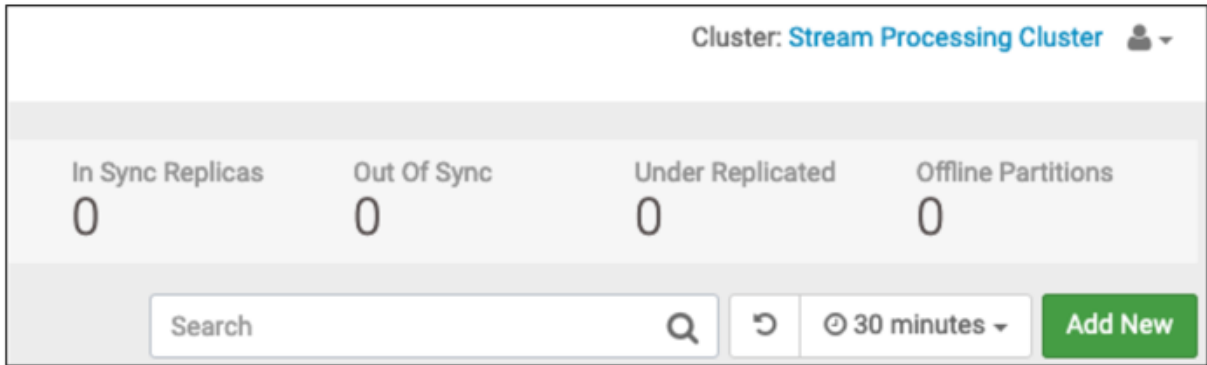 Cluster: Stream Processing Cluster
In Sync Replicas Out Of Sync Under Replicated Offline Partitions
0 0 0 0
Search 30 minutes Add New